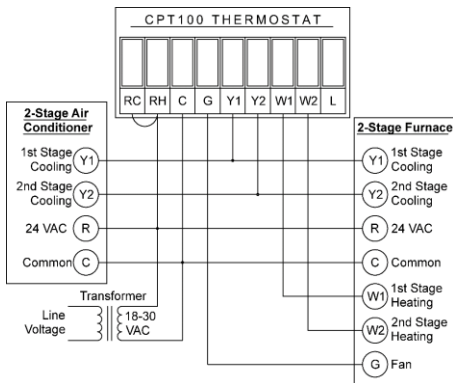 CPT100 THERMOSTAT
RC RH C G Y1 Y2 W1 W2 L
2-Stage Air
Conditioner
1st Stage
Cooling
Y1
2nd Stage
Cooling
Y2
24 VAC
R
Common
C
Transformer
Line
Voltage
18-30
VAC
2-Stage Furnace
Y1
1st Stage
Cooling
Y2
2nd Stage
Cooling
R
24 VAC
C
Common
W1
1st Stage
Heating
W2
2nd Stage
Heating
G
Fan